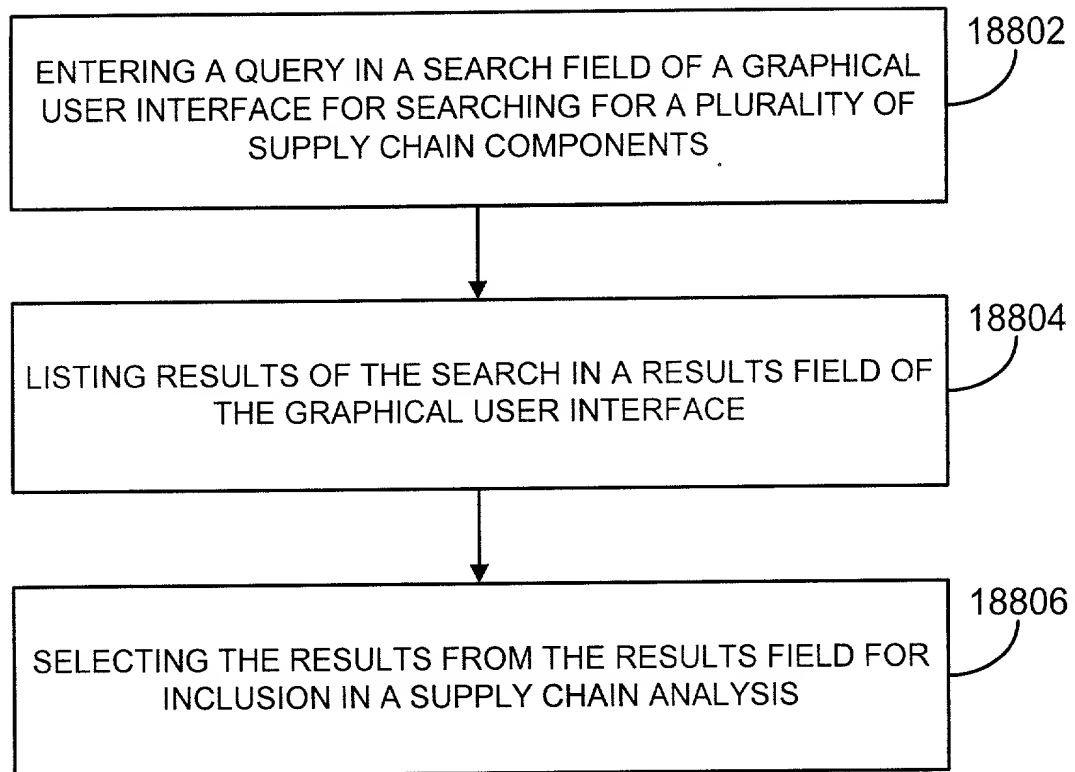 18802
ENTERING A QUERY IN A SEARCH FIELD OF A GRAPHICAL
USER INTERFACE FOR SEARCHING FOR A PLURALITY OF
SUPPLY CHAIN COMPONENTS
18804
LISTING RESULTS OF THE SEARCH IN A RESULTS FIELD OF
THE GRAPHICAL USER INTERFACE
18806
SELECTING THE RESULTS FROM THE RESULTS FIELD FOR
INCLUSION IN A SUPPLY CHAIN ANALYSIS